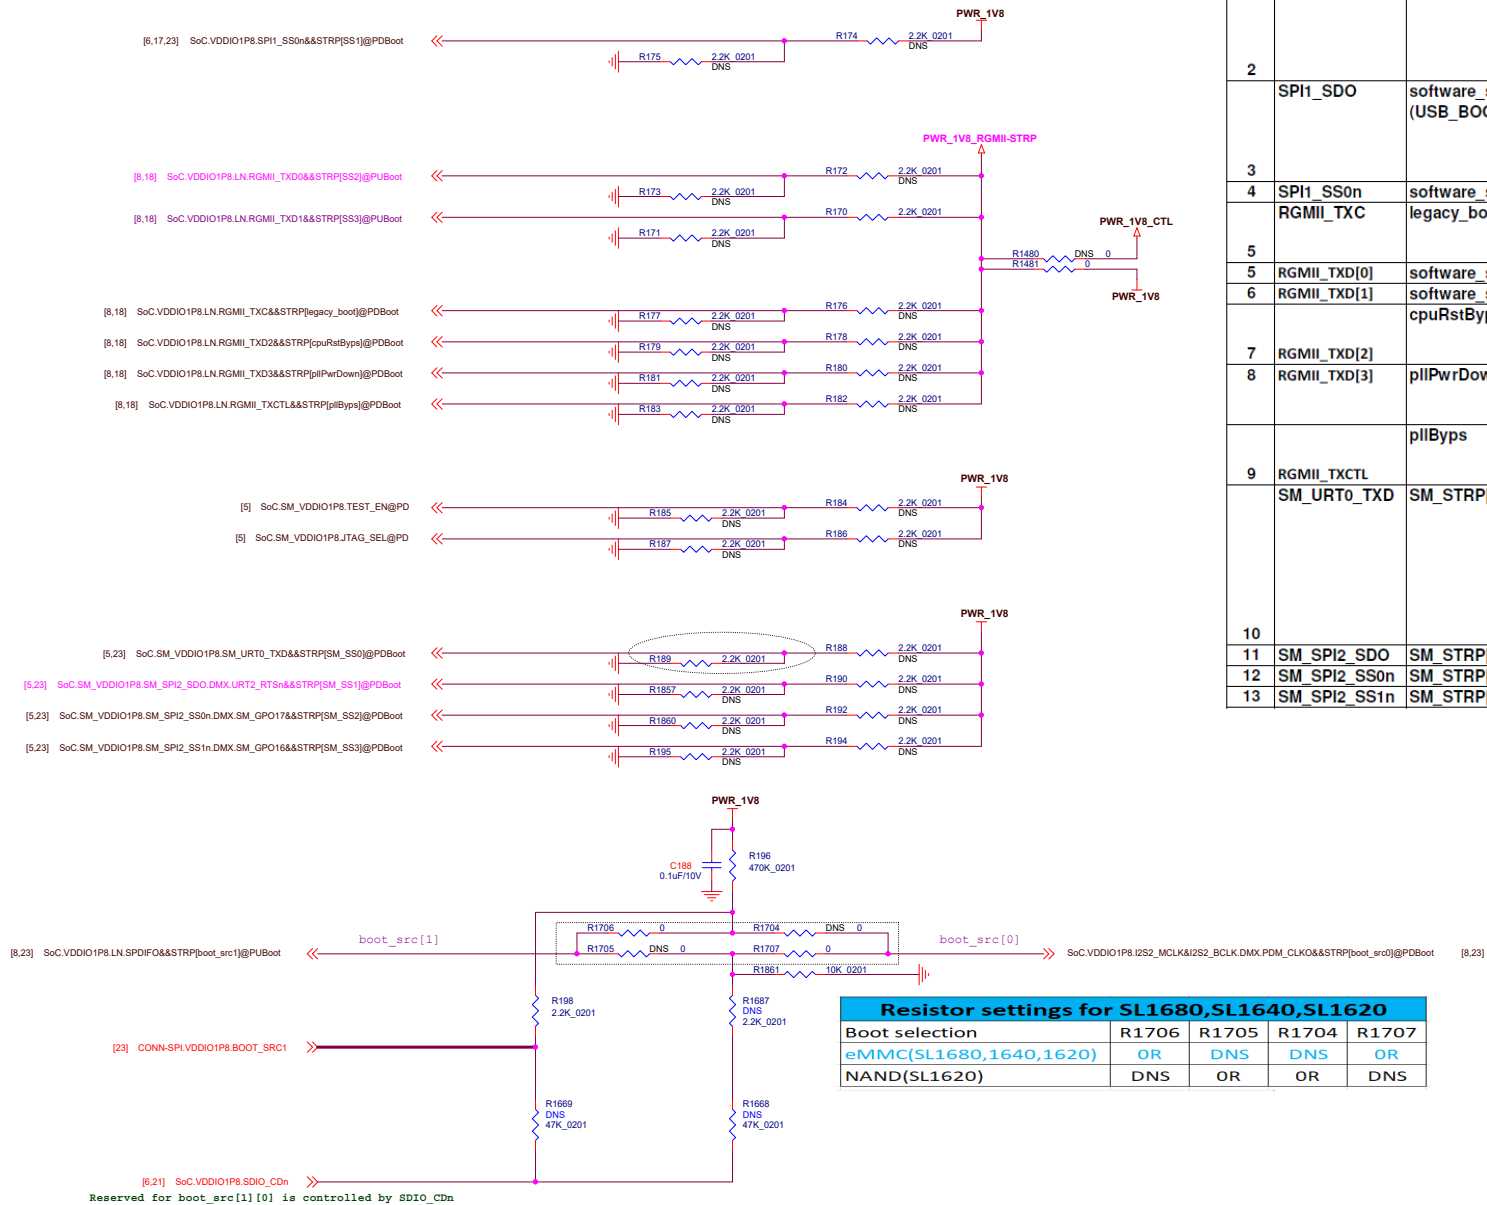 PWR_1V8
[6,17,23] SoC.VDDIO1P8.SPI1_SS0n&&STRP[SS1]@PDBoot
R174 2.2K_0201
DNS
R175 2.2K_0201
DNS
PWR_1V8_RGMII-STRP
[8,18] SoC.VDDIO1P8.LN.RGMII_TXD0&&STRP[SS2]@PUBoot
R172 2.2K_0201
DNS
R173 2.2K_0201
DNS
[8,18] SoC.VDDIO1P8.LN.RGMII_TXD1&&STRP[SS3]@PUBoot
R170 2.2K_0201
R171 2.2K_0201
DNS
PWR_1V8_CTL
R1480 DNS 0
R1481 0
PWR_1V8
[8,18] SoC.VDDIO1P8.LN.RGMII_TXC&&STRP[legacy_boot]@PDBoot
R176 2.2K_0201
DNS
R177 2.2K_0201
DNS
[8,18] SoC.VDDIO1P8.LN.RGMII_TXD2&&STRP[cpuRstByps]@PDBoot
R178 2.2K_0201
DNS
R179 2.2K_0201
DNS
[8,18] SoC.VDDIO1P8.LN.RGMII_TXD3&&STRP[pllPwrDown]@PDBoot
R180 2.2K_0201
DNS
R181 2.2K_0201
DNS
[8,18] SoC.VDDIO1P8.LN.RGMII_TXCTL&&STRP[pllByps]@PDBoot
R182 2.2K_0201
DNS
R183 2.2K_0201
DNS
PWR_1V8
[5] SoC.SM_VDDIO1P8.TEST_EN@PD
R184 2.2K_0201
DNS
R185 2.2K_0201
DNS
[5] SoC.SM_VDDIO1P8.JTAG_SEL@PD
R186 2.2K_0201
DNS
R187 2.2K_0201
DNS
PWR_1V8
[5,23] SoC.SM_VDDIO1P8.SM_URT0_TXD&&STRP[SM_SS0]@PDBoot
R188 2.2K_0201
DNS
R189 2.2K_0201
[5,23] SoC.SM_VDDIO1P8.SM_SPI2_SDO.DMX.URT2_RTSn&&STRP[SM_SS1]@PDBoot
R190 2.2K_0201
DNS
R1857 2.2K_0201
DNS
[5,23] SoC.SM_VDDIO1P8.SM_SPI2_SS0n.DMX.SM_GPO17&&STRP[SM_SS2]@PDBoot
R192 2.2K_0201
DNS
R1860 2.2K_0201
DNS
[5,23] SoC.SM_VDDIO1P8.SM_SPI2_SS1n.DMX.SM_GPO16&&STRP[SM_SS3]@PDBoot
R194 2.2K_0201
DNS
R195 2.2K_0201
DNS
2
SPI1_SDO software_s
(USB_BOO
3
4 SPI1_SS0n software_s
RGMII_TXC legacy_bo
5
5 RGMII_TXD[0] software_s
6 RGMII_TXD[1] software_s
cpuRstByp
7 RGMII_TXD[2]
8 RGMII_TXD[3] pllPwrDow
pllByps
9 RGMII_TXCTL
SM_URT0_TXD SM_STRP[
10
11 SM_SPI2_SDO SM_STRP[
12 SM_SPI2_SS0n SM_STRP[
13 SM_SPI2_SS1n SM_STRP[
PWR_1V8
C188
0.1uF/10V
R196
470K_0201
R1706 0
R1704 DNS 0
boot_src[1]
boot_src[0]
R1705 DNS 0
R1707 0
[8,23] SoC.VDDIO1P8.LN.SPDIFO&&STRP[boot_src1]@PUBoot
SoC.VDDIO1P8.I2S2_MCLK&I2S2_BCLK.DMX.PDM_CLKO&&STRP[boot_src0]@PDBoot [8,23]
R1861 10K_0201
R198
2.2K_0201
R1687
DNS
2.2K_0201
[23] CONN-SPI.VDDIO1P8.BOOT_SRC1
R1669
DNS
47K_0201
R1668
DNS
47K_0201
[6,21] SoC.VDDIO1P8.SDIO_CDn
Reserved for boot_src[1][0] is controlled by SDIO_CDn
Resistor settings for SL1680,SL1640,SL1620
Boot selection R1706 R1705 R1704 R1707
eMMC(SL1680,1640,1620) 0R DNS DNS 0R
NAND(SL1620) DNS 0R 0R DNS